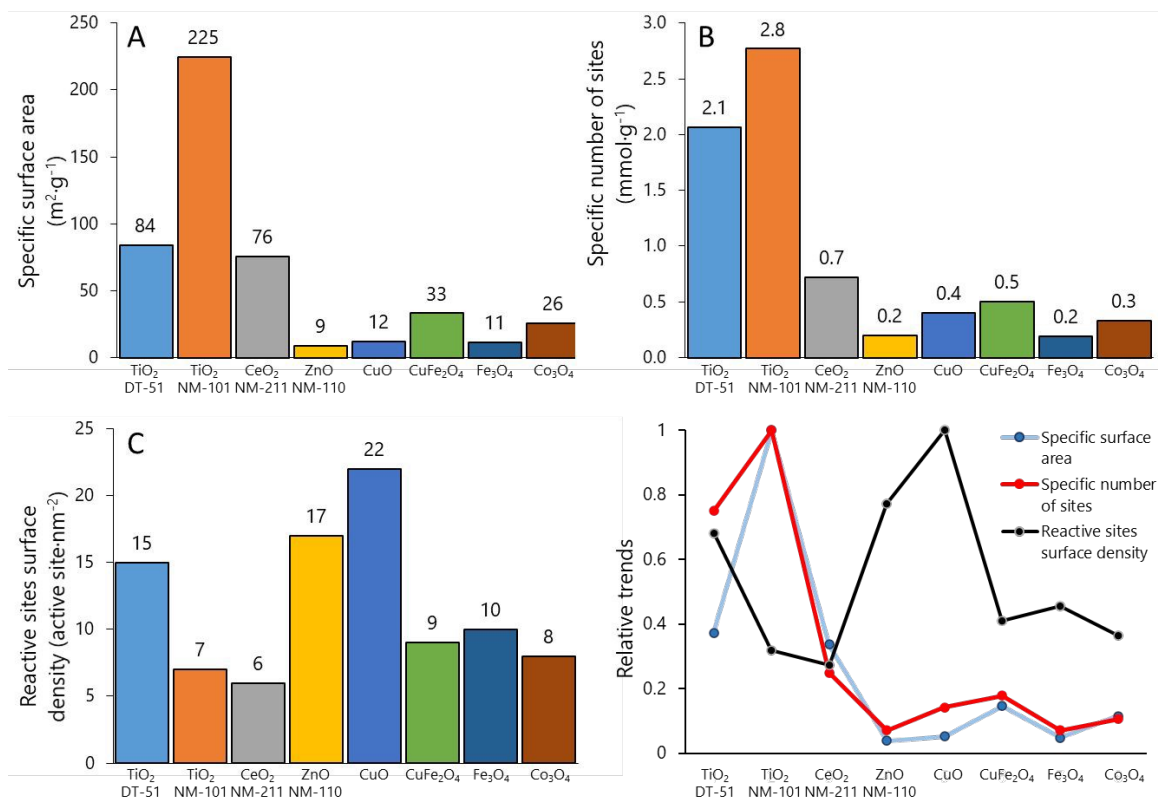 A
Specific surface area
(m²·g⁻¹)
250
200
150
100
50
0
84
225
76
9
12
33
11
26
TiO₂
DT-51
TiO₂
NM-101
CeO₂
NM-211
ZnO
NM-110
CuO
CuFe₂O₄
Fe₃O₄
Co₃O₄
B
Specific number of sites
(mmol·g⁻¹)
3.0
2.5
2.0
1.5
1.0
0.5
0.0
2.1
2.8
0.7
0.2
0.4
0.5
0.2
0.3
TiO₂
DT-51
TiO₂
NM-101
CeO₂
NM-211
ZnO
NM-110
CuO
CuFe₂O₄
Fe₃O₄
Co₃O₄
C
Reactive sites surface
density (active site·nm⁻²)
25
20
15
10
5
0
15
7
6
17
22
9
10
8
TiO₂
DT-51
TiO₂
NM-101
CeO₂
NM-211
ZnO
NM-110
CuO
CuFe₂O₄
Fe₃O₄
Co₃O₄
Relative trends
1
0.8
0.6
0.4
0.2
0
Specific surface
area
Specific number
of sites
Reactive sites
surface density
TiO₂
DT-51
TiO₂
NM-101
CeO₂
NM-211
ZnO
NM-110
CuO
CuFe₂O₄
Fe₃O₄
Co₃O₄